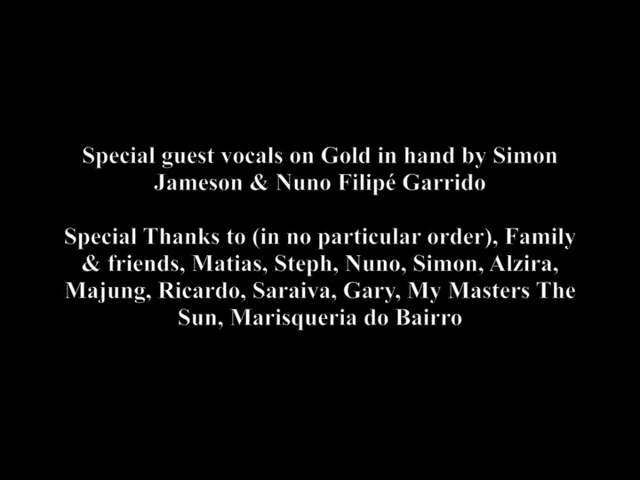 Special guest vocals on Gold in hand by Simon
Jameson & Nuno Filipé Garrido
Special Thanks to (in no particular order), Family
& friends, Matias, Steph, Nuno, Simon, Alzira,
Majung, Ricardo, Saraiva, Gary, My Masters The
Sun, Marisqueria do Bairro